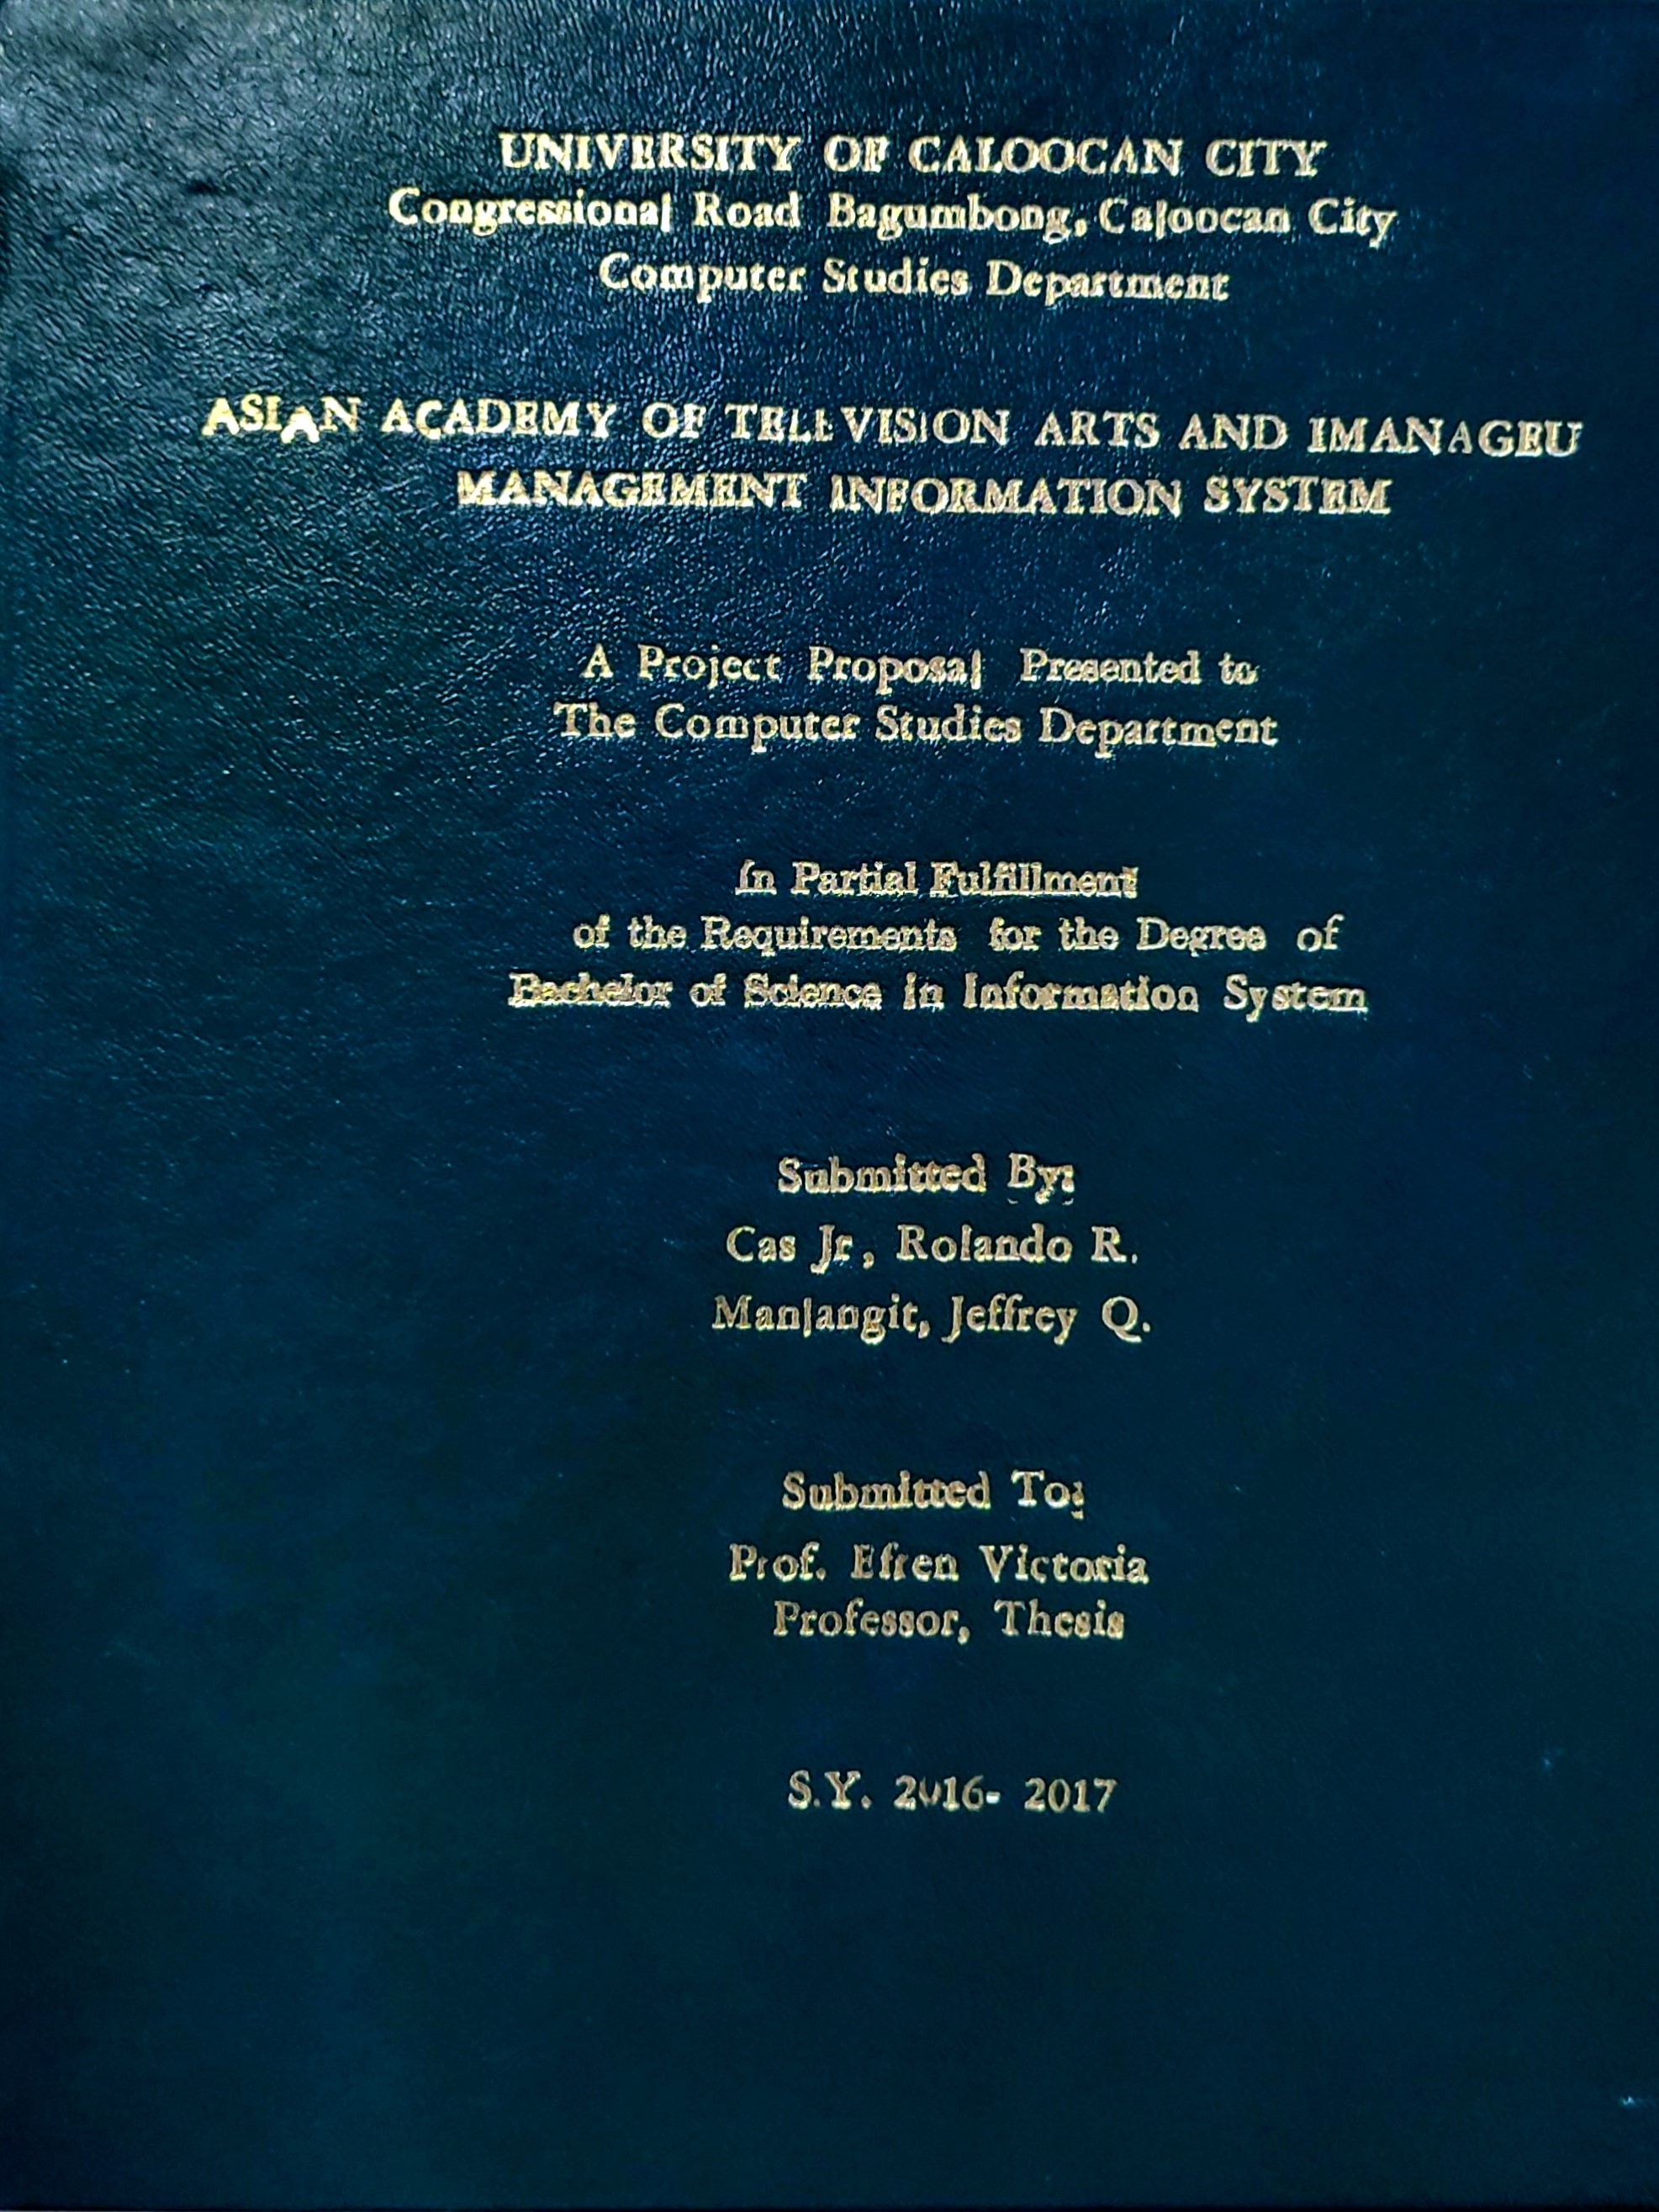 UNIVERSITY OF CALOOCAN CITY
Congressional Road Bagumbong, Caloocan City
Computer Studies Department
ASIAN ACADEMY OF TELEVISION ARTS AND IMANAGEU
MANAGEMENT INFORMATION SYSTEM
A Project Proposal Presented to
The Computer Studies Department
In Partial Fulfillment
of the Requirements for the Degree of
Bachelor of Science in Information System
Submitted By:
Cas Jr, Rolando R.
Manlangit, Jeffrey Q.
Submitted To:
Prof. Efren Victoria
Professor, Thesis
S.Y. 2016- 2017